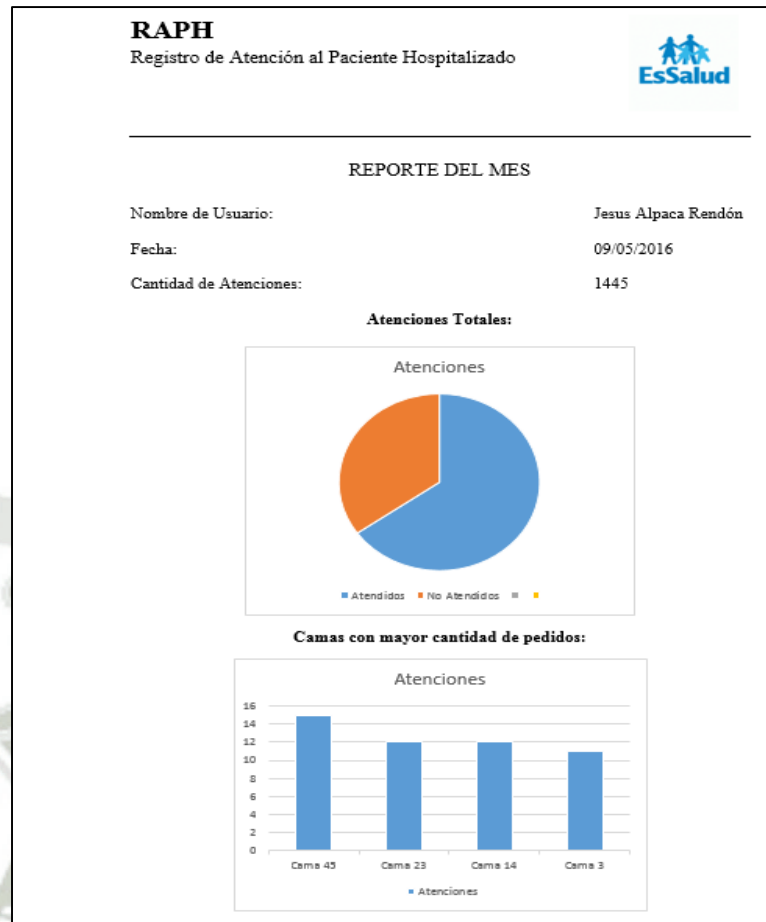 RAPH
Registro de Atención al Paciente Hospitalizado
EsSalud
REPORTE DEL MES
Nombre de Usuario: Jesus Alpaca Rendón
Fecha: 09/05/2016
Cantidad de Atenciones: 1445
Atenciones Totales:
Atenciones
Atendidos No Atendidos
Camas con mayor cantidad de pedidos:
Atenciones
16
14
12
10
8
6
4
2
0
Cama 45 Cama 23 Cama 14 Cama 3
Atenciones